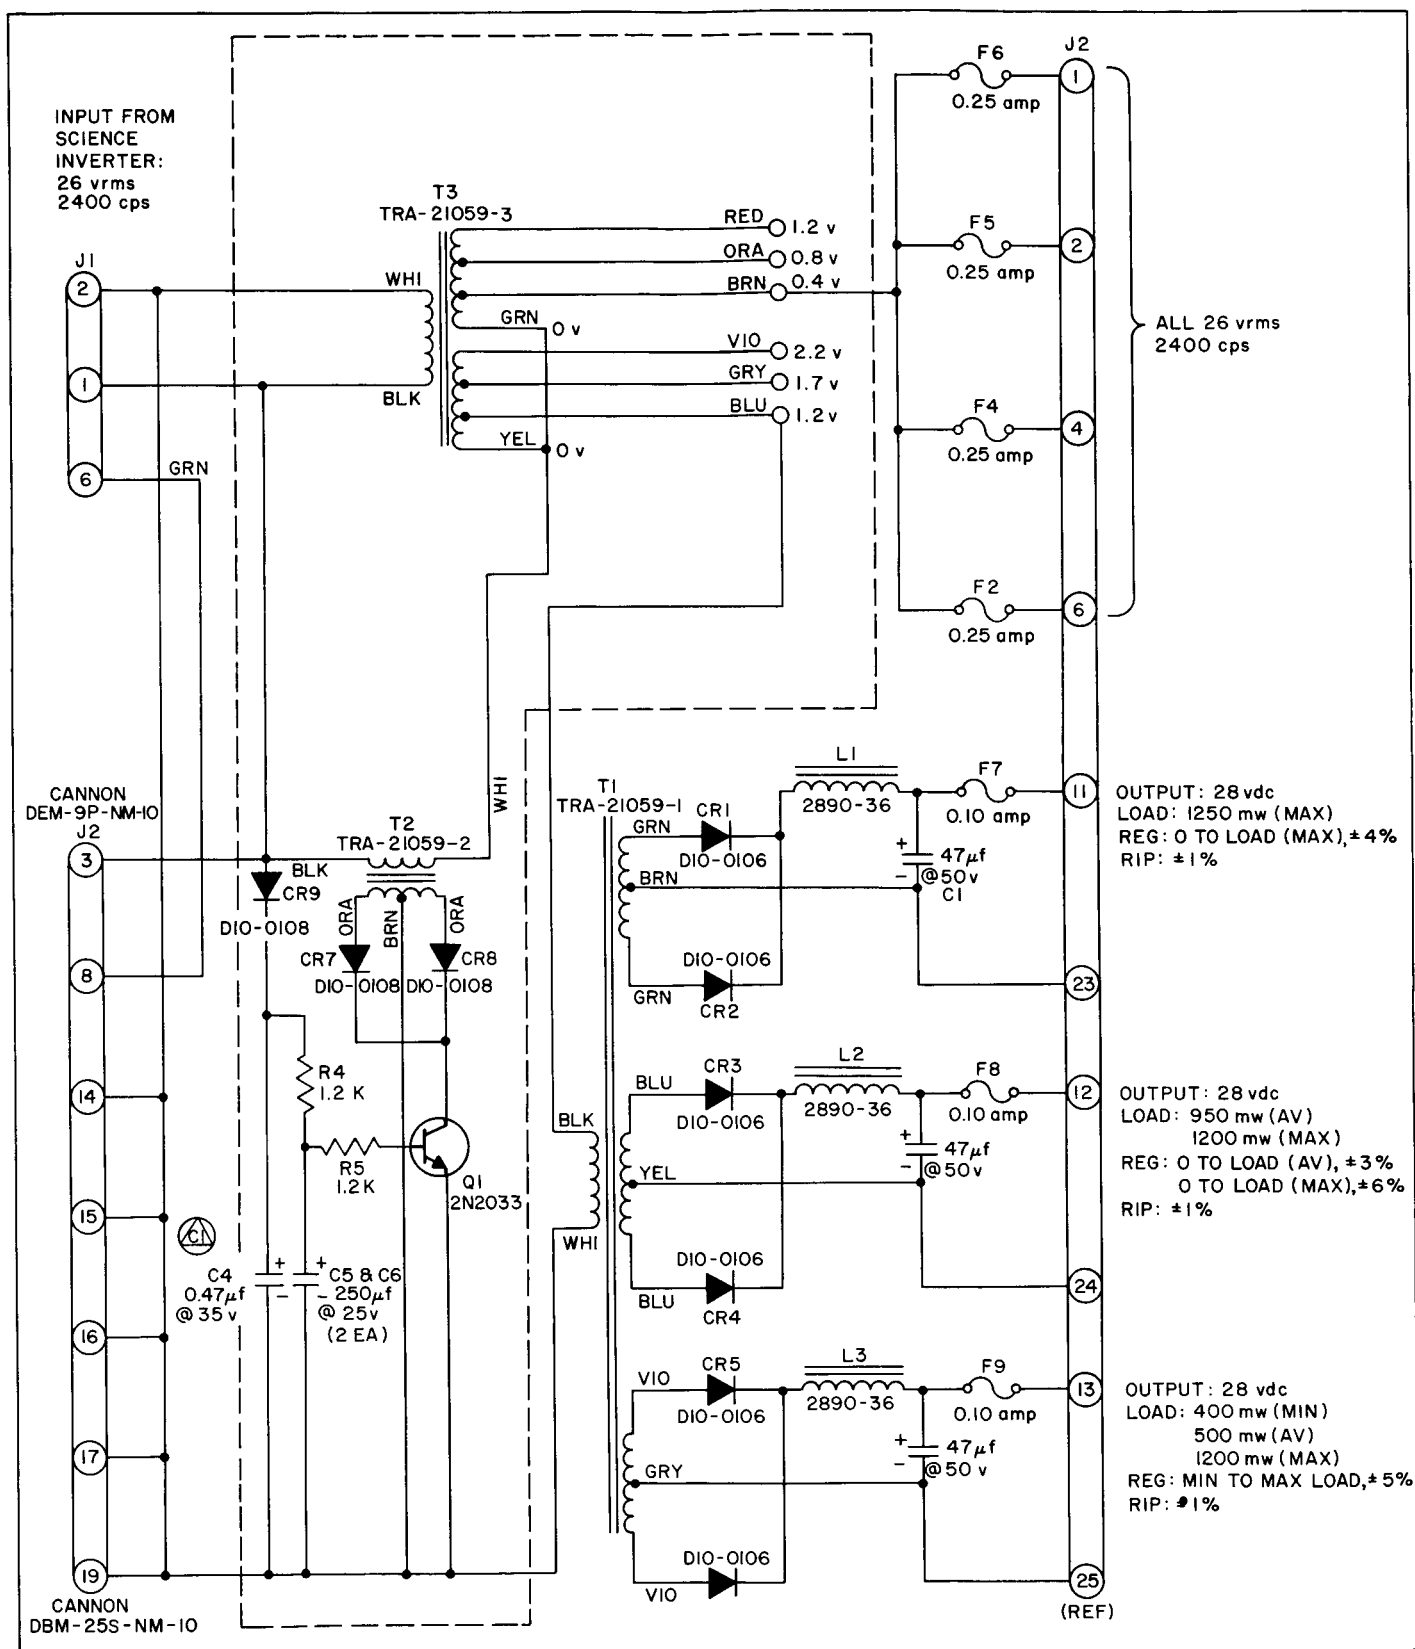 INPUT FROM
SCIENCE
INVERTER:
26 vrms
2400 cps
J1
2
1
6
GRN
WHI
BLK
T3
TRA-21059-3
RED
1.2 v
ORA
0.8 v
BRN
0.4 v
GRN
0 v
VIO
2.2 v
GRY
1.7 v
BLU
1.2 v
YEL
0 v
J2
F6
0.25 amp
1
F5
0.25 amp
2
F4
0.25 amp
4
F2
0.25 amp
6
ALL 26 vrms
2400 cps
CANNON
DEM-9P-NM-10
J2
3
8
14
15
16
17
19
CANNON
DBM-25S-NM-10
BLK
CR9
D10-0108
T2
TRA-21059-2
WHI
ORA
BRN
ORA
CR7
D10-0108
CR8
D10-0108
R4
1.2 K
R5
1.2 K
Q1
2N2033
C1
C4
0.47µf
@ 35 v
+
-
+
-
C5 & C6
250µf
@ 25v
(2 EA)
BLK
WHI
T1
TRA-21059-1
GRN
BRN
GRN
CR1
D10-0106
D10-0106
CR2
L1
2890-36
+
-
47µf
@ 50v
C1
F7
0.10 amp
11
23
OUTPUT: 28 vdc
LOAD: 1250 mw (MAX)
REG: 0 TO LOAD (MAX), ±4%
RIP: ±1%
BLU
YEL
BLU
CR3
D10-0106
D10-0106
CR4
L2
2890-36
+
-
47µf
@ 50v
F8
0.10 amp
12
24
OUTPUT: 28 vdc
LOAD: 950 mw (AV)
1200 mw (MAX)
REG: 0 TO LOAD (AV), ±3%
0 TO LOAD (MAX), ±6%
RIP: ±1%
VIO
GRY
VIO
CR5
D10-0106
D10-0106
L3
2890-36
+
-
47µf
@ 50 v
F9
0.10 amp
13
25
(REF)
OUTPUT: 28 vdc
LOAD: 400 mw (MIN)
500 mw (AV)
1200 mw (MAX)
REG: MIN TO MAX LOAD, ±5%
RIP: ±1%